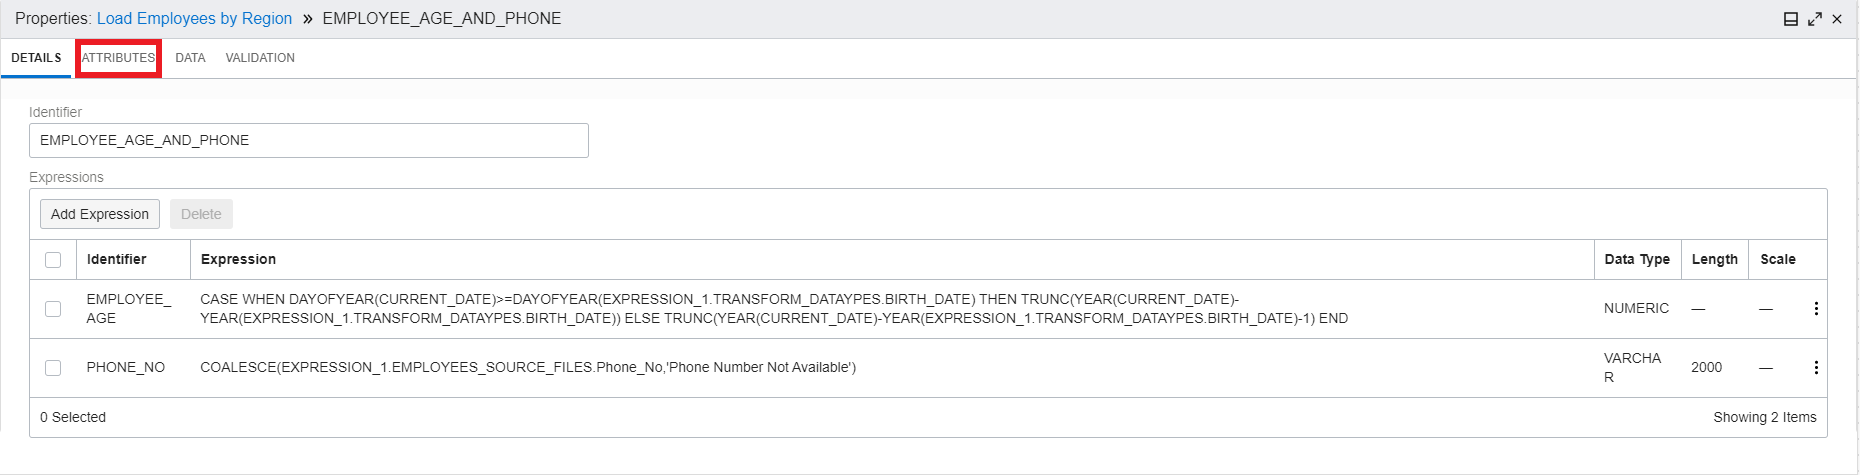 Properties: Load Employees by Region » EMPLOYEE_AGE_AND_PHONE
DETAILS ATTRIBUTES DATA VALIDATION
Identifier
EMPLOYEE_AGE_AND_PHONE
Expressions
Add Expression Delete
Identifier Expression Data Type Length Scale
EMPLOYEE_
AGE
CASE WHEN DAYOFYEAR(CURRENT_DATE)>=DAYOFYEAR(EXPRESSION_1.TRANSFORM_DATAYPES.BIRTH_DATE) THEN TRUNC(YEAR(CURRENT_DATE)-
YEAR(EXPRESSION_1.TRANSFORM_DATAYPES.BIRTH_DATE)) ELSE TRUNC(YEAR(CURRENT_DATE)-YEAR(EXPRESSION_1.TRANSFORM_DATAYPES.BIRTH_DATE)-1) END
NUMERIC — —
PHONE_NO COALESCE(EXPRESSION_1.EMPLOYEES_SOURCE_FILES.Phone_No,'Phone Number Not Available')
VARCHA
R
2000 —
0 Selected Showing 2 Items